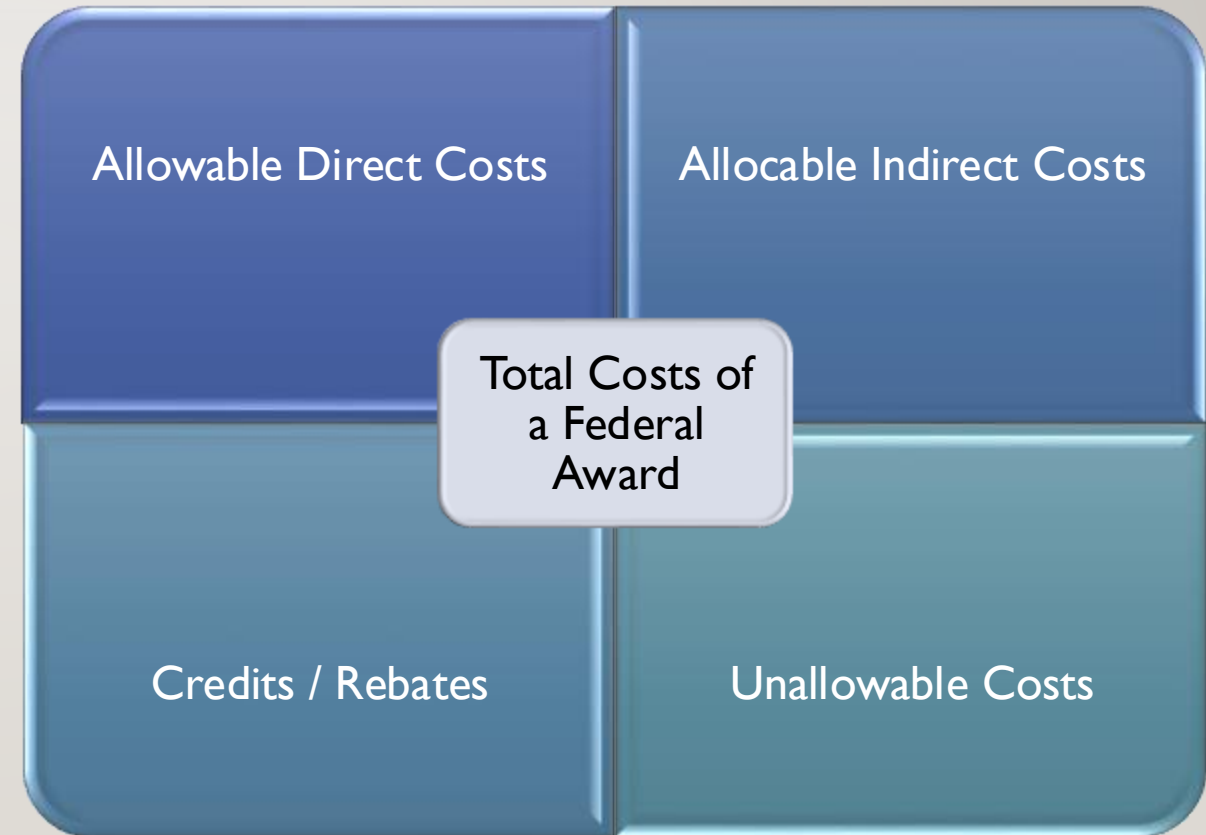 Allowable Direct Costs
Allocable Indirect Costs
Total Costs of
a Federal
Award
Credits / Rebates
Unallowable Costs